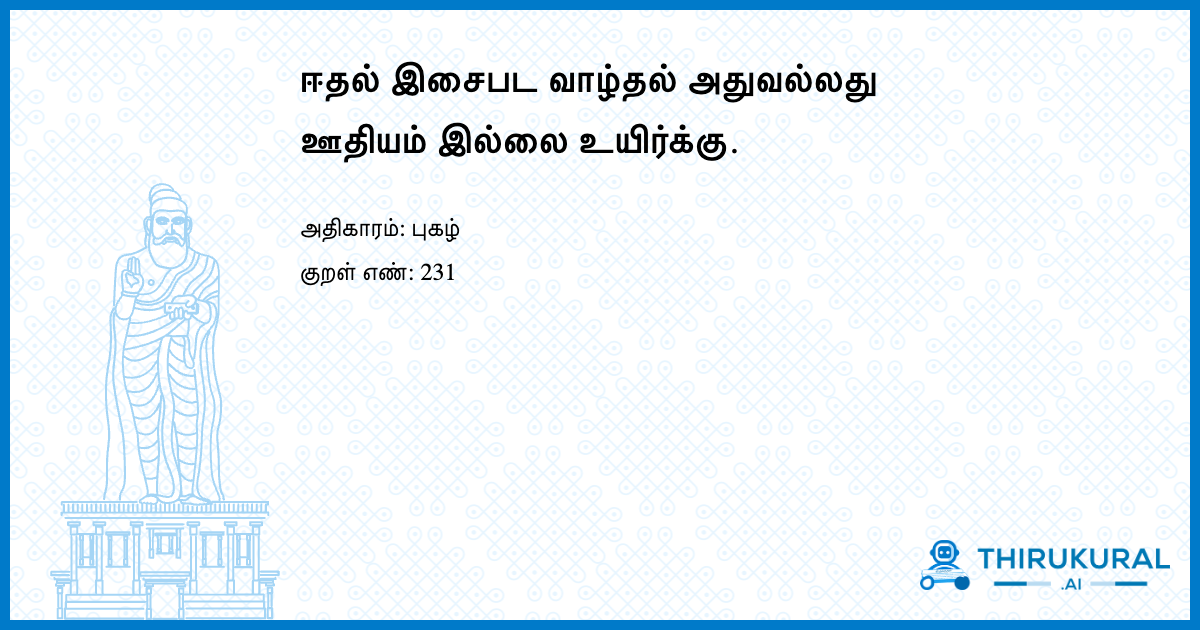 ஈதல் இசைபட வாழ்தல் அதுவல்லது
ஊதியம் இல்லை உயிர்க்கு.
அதிகாரம்: புகழ்
குறள் எண்: 231
THIRUKURAL
.AI